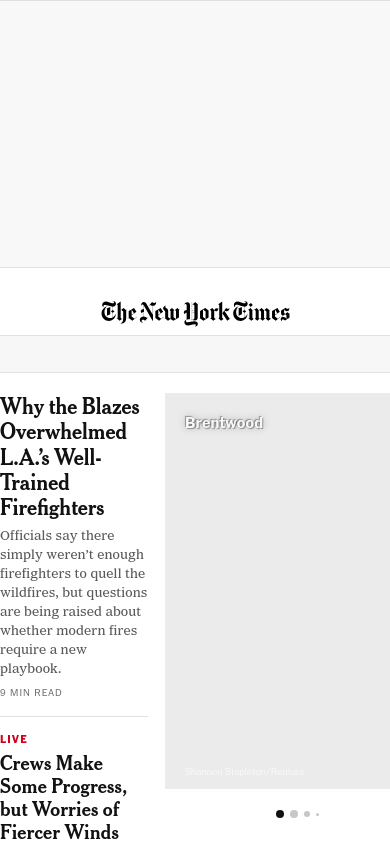 The New York Times
Why the Blazes
Overwhelmed
L.A.’s Well-
Trained
Firefighters
Officials say there
simply weren’t enough
firefighters to quell the
wildfires, but questions
are being raised about
whether modern fires
require a new
playbook.
9 MIN READ
LIVE
Crews Make
Some Progress,
but Worries of
Fiercer Winds
Brentwood
Shannon Stapleton/Reuters